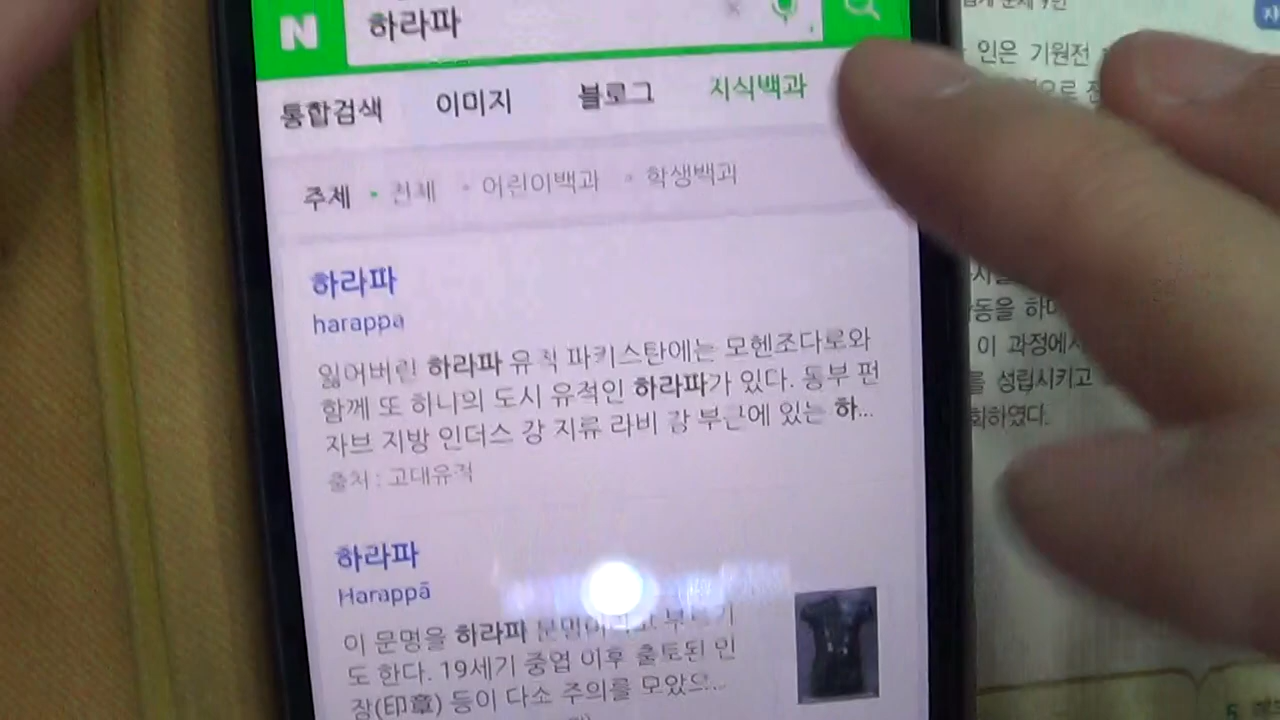 N
하라파
통합검색 이미지 블로그 지식백과
주제 • 전체 • 어린이백과 • 학생백과
하라파
harappa
잃어버린 하라파 유적 파키스탄에는 모헨조다로와
함께 또 하나의 도시 유적인 하라파가 있다. 동부 펀
자브 지방 인더스 강 지류 라비 강 부근에 있는 하...
출처 : 고대유적
하라파
Harappā
이 문명을 하라파
도 한다. 19세기 중엽 이후 출토된 인
장(印章) 등이 다소 주의를 모았으...
인은 기원전
동을 하며
이 과정에서
를 성립시키고
회하였다.